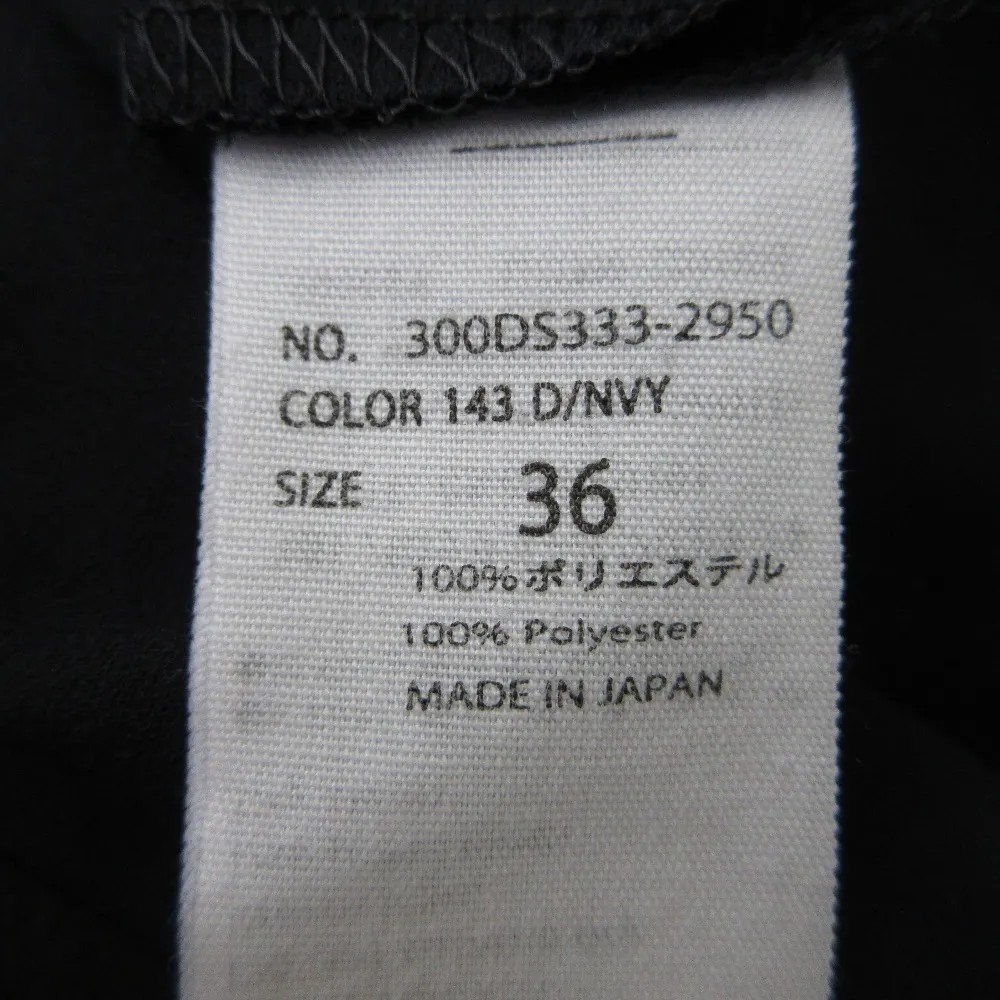 NO. 300DS333-2950
COLOR 143 D/NVY
SIZE 36
100%ポリエステル
100% Polyester
MADE IN JAPAN